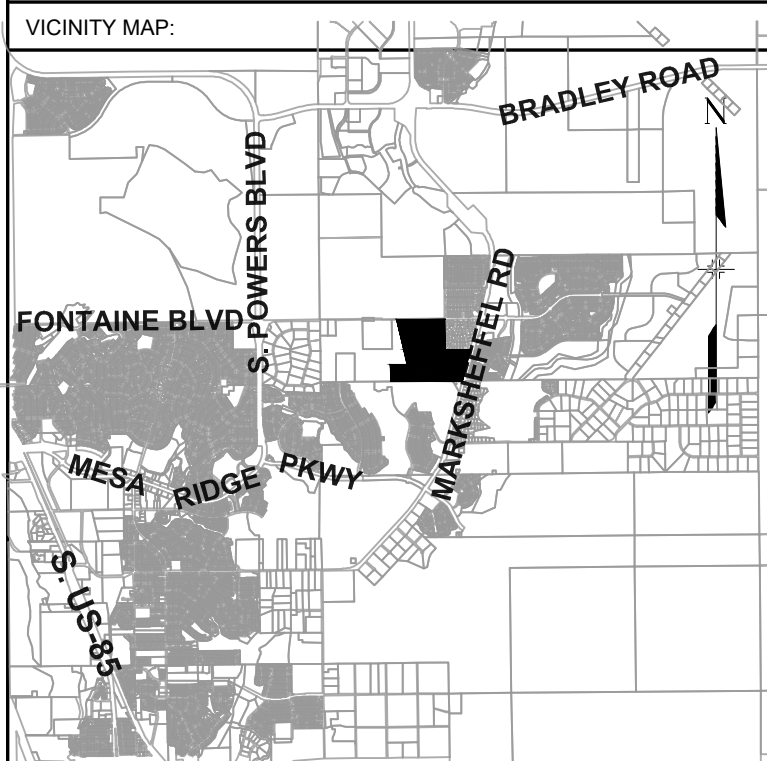 VICINITY MAP:
BRADLEY ROAD
N
S. POWERS BLVD
MARKSHEFFEL RD
FONTAINE BLVD
MESA RIDGE PKWY
S. US-85